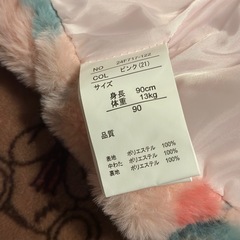 NO
COL. ピンク(21)
サイズ
身長 90cm
体重 13kg
90
品質
表地 ポリエステル 100%
中わた ポリエステル 100%
裏地 ポリエステル 100%